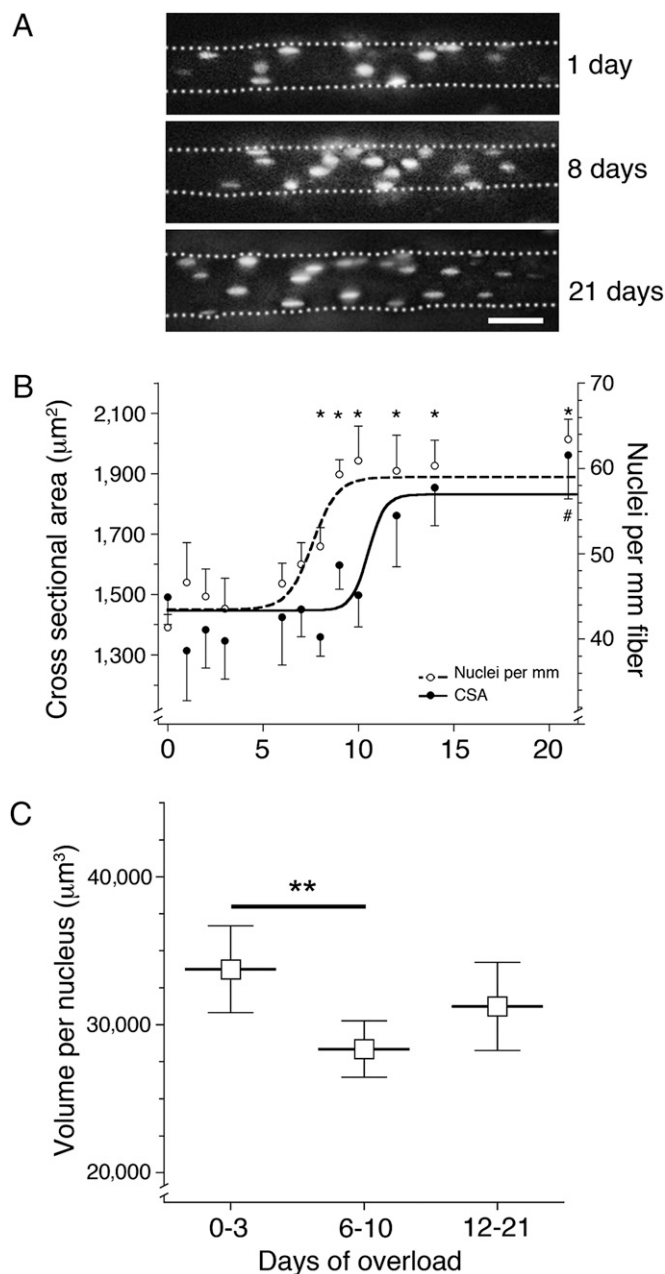 A
1 day
8 days
21 days
B
Cross sectional area (μm²)
2,100
1,900
1,700
1,500
1,300
* * * * * *
#
70
60
50
40
Nuclei per mm fiber
Nuclei per mm
CSA
0 5 10 15 20
C
Volume per nucleus (μm³)
40,000
30,000
20,000
**
0-3 6-10 12-21
Days of overload